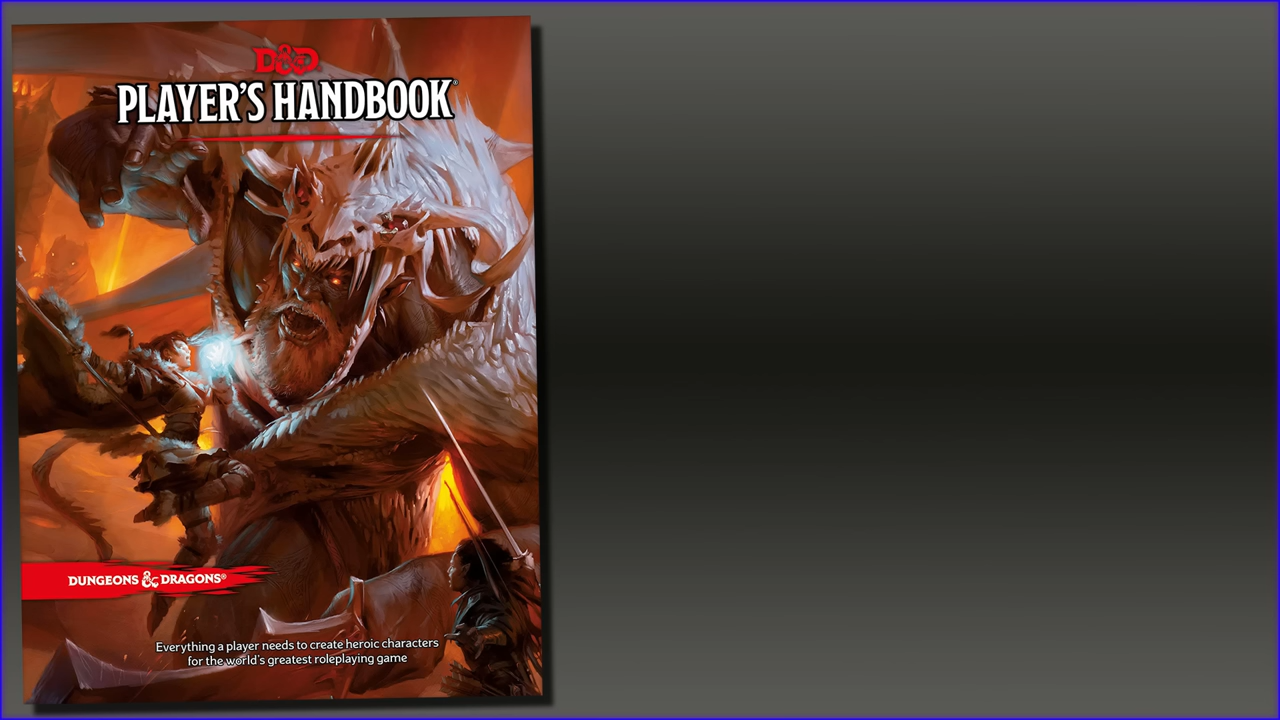 D&D
PLAYER'S HANDBOOK®
DUNGEONS & DRAGONS®
Everything a player needs to create heroic characters
for the world's greatest roleplaying game